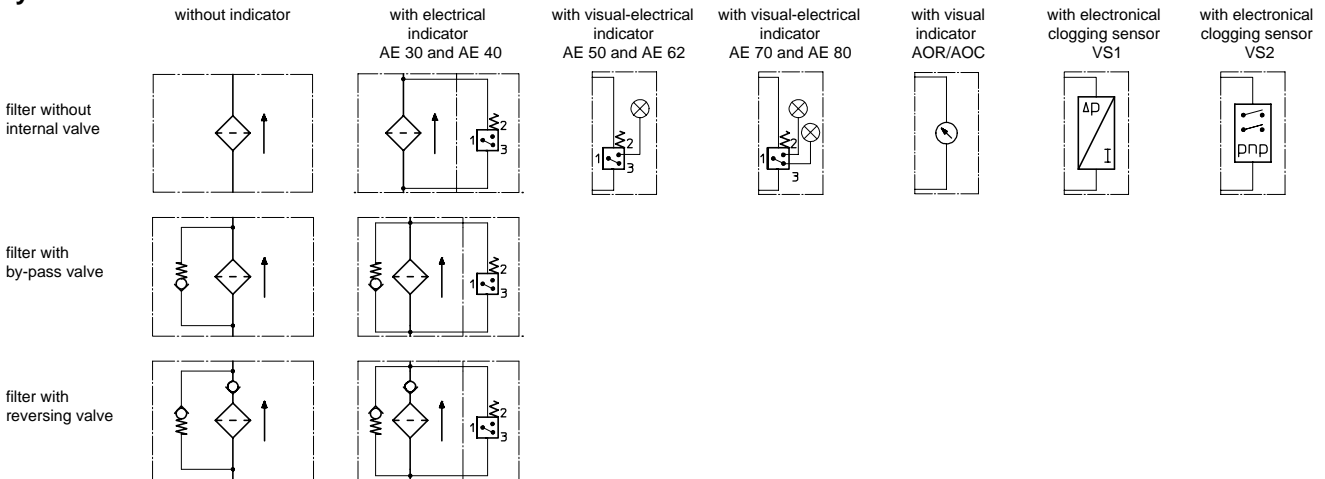 without indicator
with electrical
indicator
AE 30 and AE 40
with visual-electrical
indicator
AE 50 and AE 62
with visual-electrical
indicator
AE 70 and AE 80
with visual
indicator
AOR/AOC
with electronical
clogging sensor
VS1
with electronical
clogging sensor
VS2
filter without
internal valve
1 2 3
1 2 3
1 2 3
Δp
I
pnp
filter with
by-pass valve
1 2 3
filter with
reversing valve
1 2 3